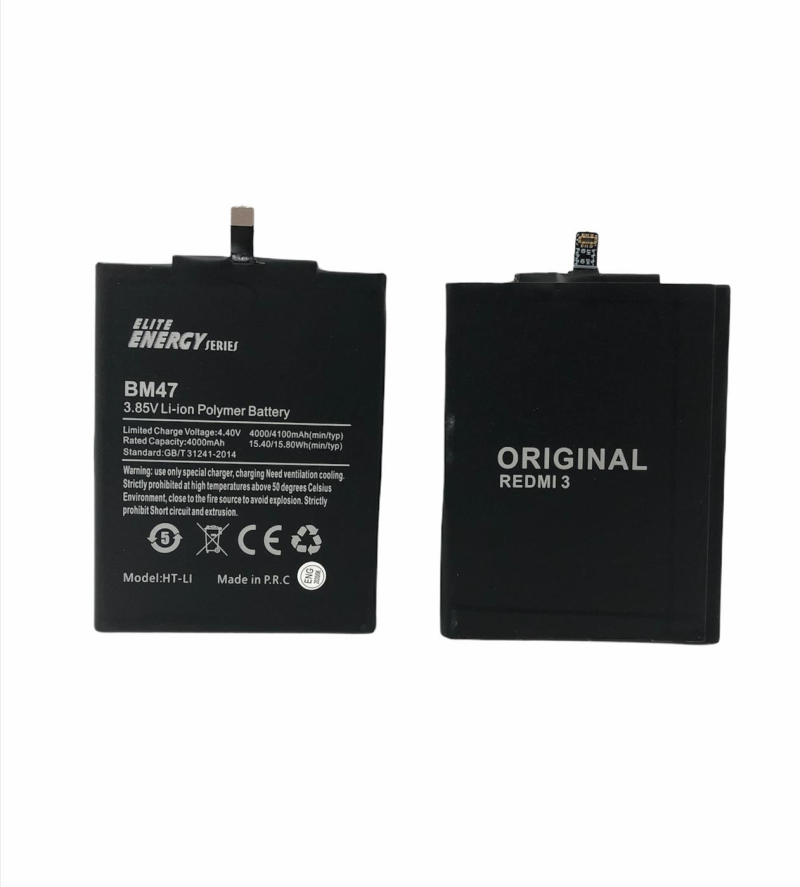 ELITE
ENERGY SERIES
BM47
3.85V Li-ion Polymer Battery
Limited Charge Voltage:4.40V 4000/4100mAh(min/typ)
Rated Capacity:4000mAh 15.40/15.80Wh(min/typ)
Standard:GB/T 31241-2014
Warning: use only special charger, charging Need ventilation cooling.
Strictly prohibited at high temperatures above 50 degrees Celsius
Environment, close to the fire source to avoid explosion. Strictly
prohibit Short circuit and extrusion.
5
CE
Model:HT-LI Made in P.R.C
ENG
ORIGINAL
REDMI 3